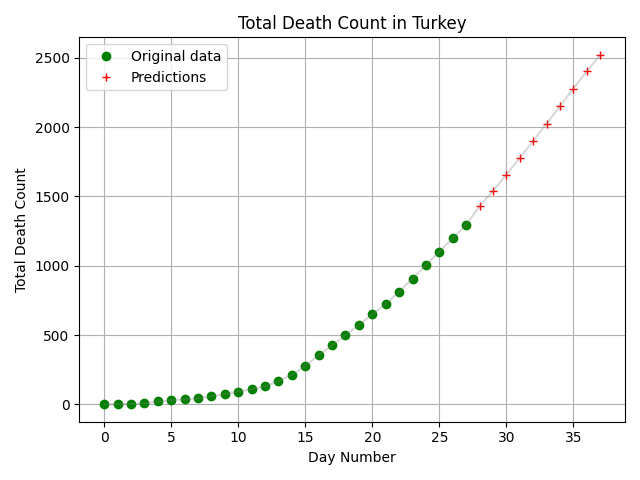 Total Death Count in Turkey
Original data
Predictions
2500
2000
1500
1000
500
0
Total Death Count
0 5 10 15 20 25 30 35
Day Number